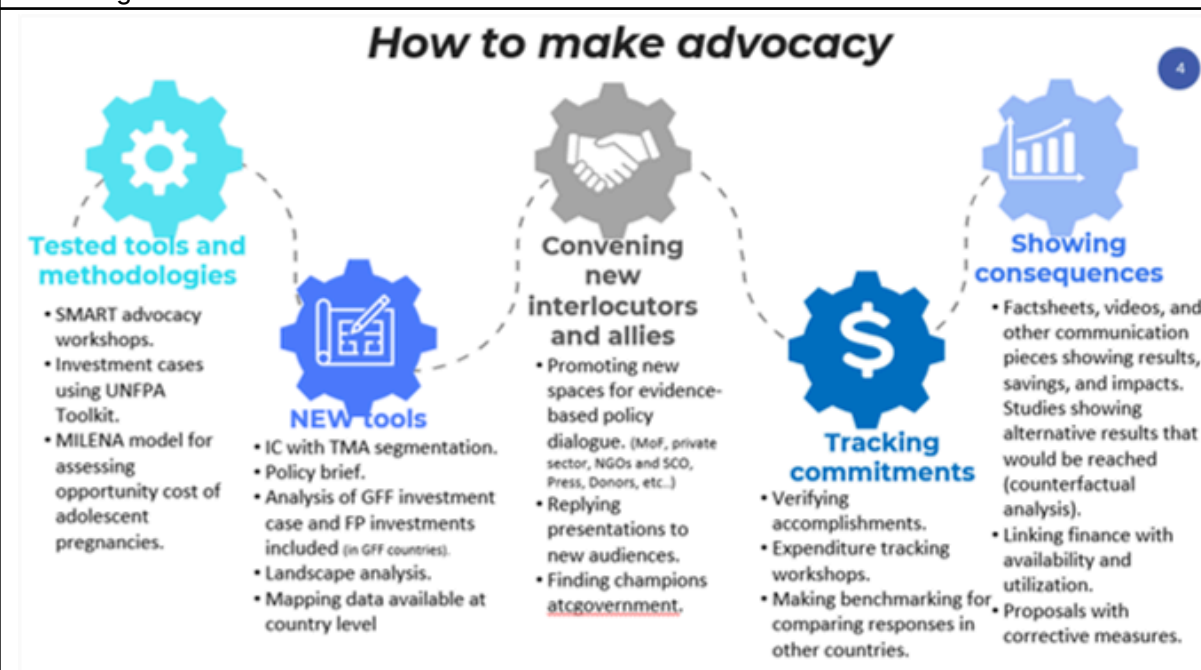 How to make advocacy
4
Tested tools and
methodologies
• SMART advocacy
workshops.
• Investment cases
using UNFPA
Toolkit.
• MILENA model for
assessing
opportunity cost of
adolescent
pregnancies.
NEW tools
• IC with TMA segmentation.
• Policy brief.
• Analysis of GFF investment
case and FP investments
included (in GFF countries).
• Landscape analysis.
• Mapping data available at
country level
Convening
new
interlocutors
and allies
• Promoting new
spaces for evidence-
based policy
dialogue. (MoF, private
sector, NGOs and SCO,
Press, Donors, etc..)
• Replying
presentations to
new audiences.
• Finding champions
atcgovernment.
$
Tracking
commitments
• Verifying
accomplishments.
• Expenditure tracking
workshops.
• Making benchmarking for
comparing responses in
other countries.
Showing
consequences
• Factsheets, videos, and
other communication
pieces showing results,
savings, and impacts.
Studies showing
alternative results that
would be reached
(counterfactual
analysis).
• Linking finance with
availability and
utilization.
• Proposals with
corrective measures.